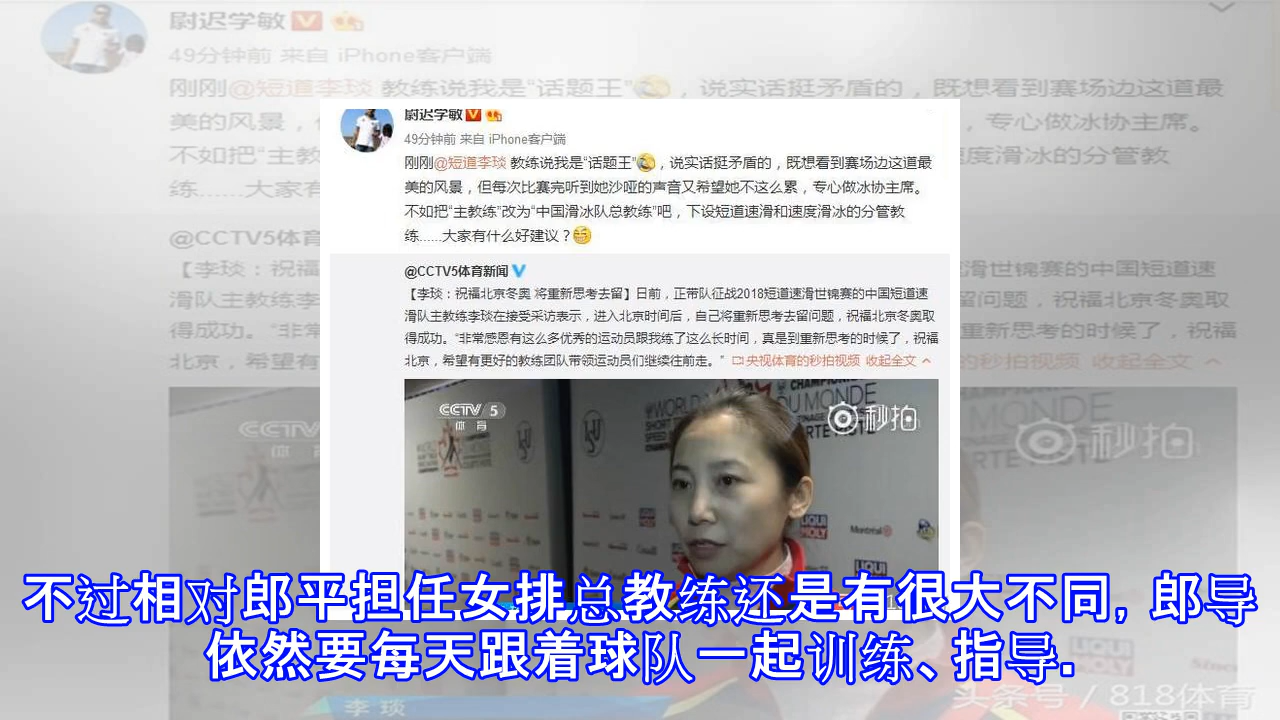 尉迟学敏
49分钟前 来自 iPhone客户端
刚刚@短道李琰 教练说我是“话题王”，说实话挺矛盾的，既想看到赛场边这道最
美的风景，但每次比赛完听到她沙哑的声音又希望她不这么累，专心做冰协主席。
不如把“主教练”改为“中国滑冰队总教练”吧，下设短道速滑和速度滑冰的分管教
练......大家有什么好建议？
@CCTV5体育新闻
【李琰：祝福北京冬奥 将重新思考去留】日前，正带队征战2018短道速滑世锦赛的中国短道速
滑队主教练李琰在接受采访表示，进入北京时间后，自己将重新思考去留问题，祝福北京冬奥取
得成功。“非常感恩有这么多优秀的运动员跟我练了这么长时间，真是到重新思考的时候了，祝福
北京，希望有更好的教练团队带领运动员们继续往前走。” 央视体育的秒拍视频 收起全文
CCTV 5
体育
秒拍
LIQUI
MOLY
Montréal
不过相对郎平担任女排总教练还是有很大不同, 郎导
依然要每天跟着球队一起训练、指导.
李琰
头条号 / 818体育